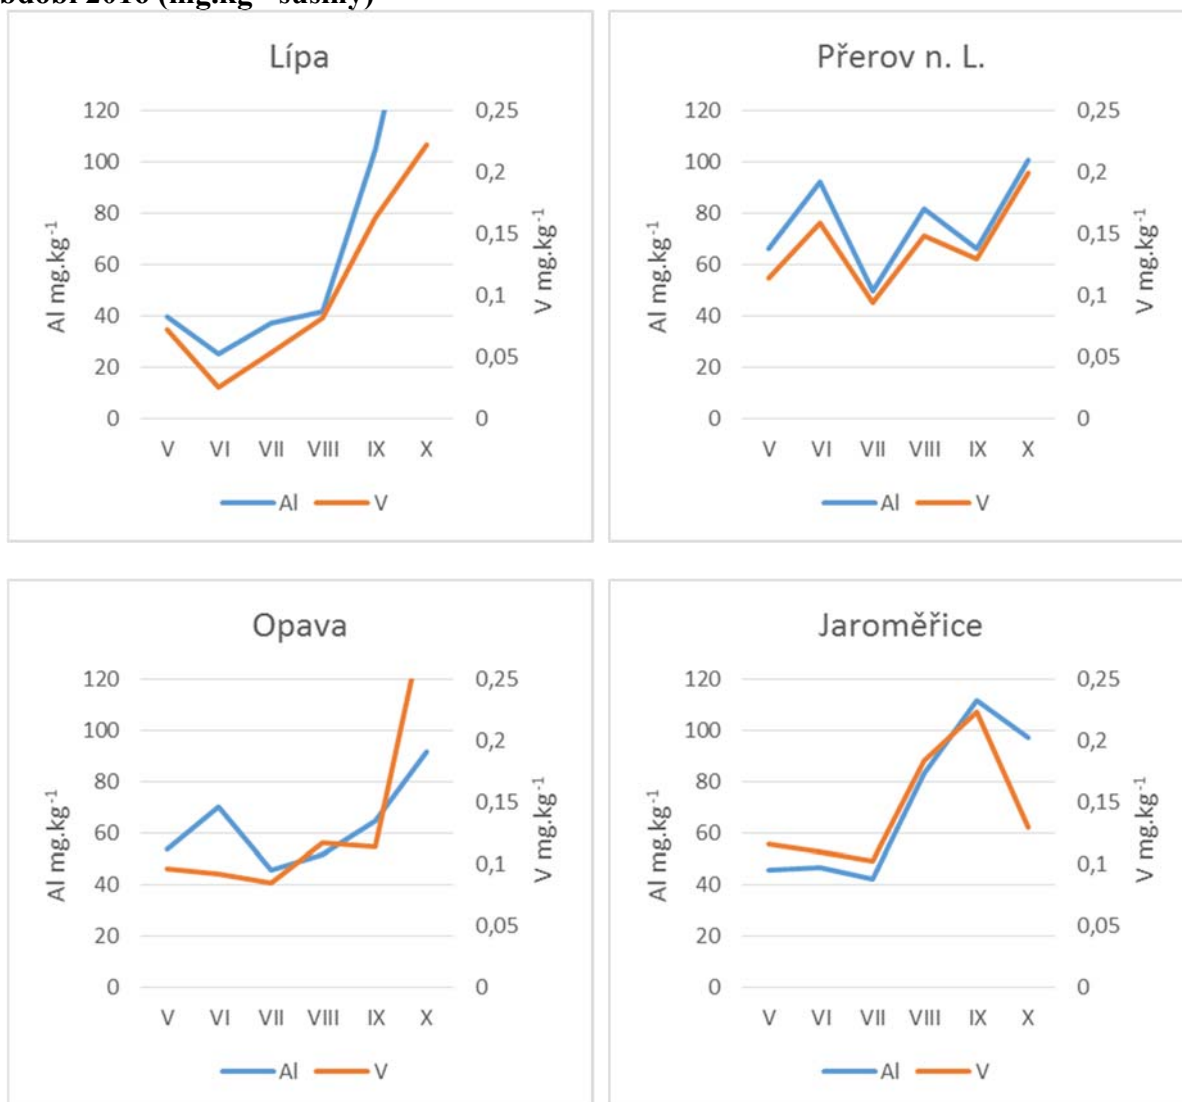 Lípa
120
100
80
60
40
20
0
Al mg.kg⁻¹
0,25
0,2
0,15
0,1
0,05
0
V mg.kg⁻¹
V VI VII VIII IX X
Al V
Přerov n. L.
120
100
80
60
40
20
0
Al mg.kg⁻¹
0,25
0,2
0,15
0,1
0,05
0
V mg.kg⁻¹
V VI VII VIII IX X
Al V
Opava
120
100
80
60
40
20
0
Al mg.kg⁻¹
0,25
0,2
0,15
0,1
0,05
0
V mg.kg⁻¹
V VI VII VIII IX X
Al V
Jaroměřice
120
100
80
60
40
20
0
Al mg.kg⁻¹
0,25
0,2
0,15
0,1
0,05
0
V mg.kg⁻¹
V VI VII VIII IX X
Al V